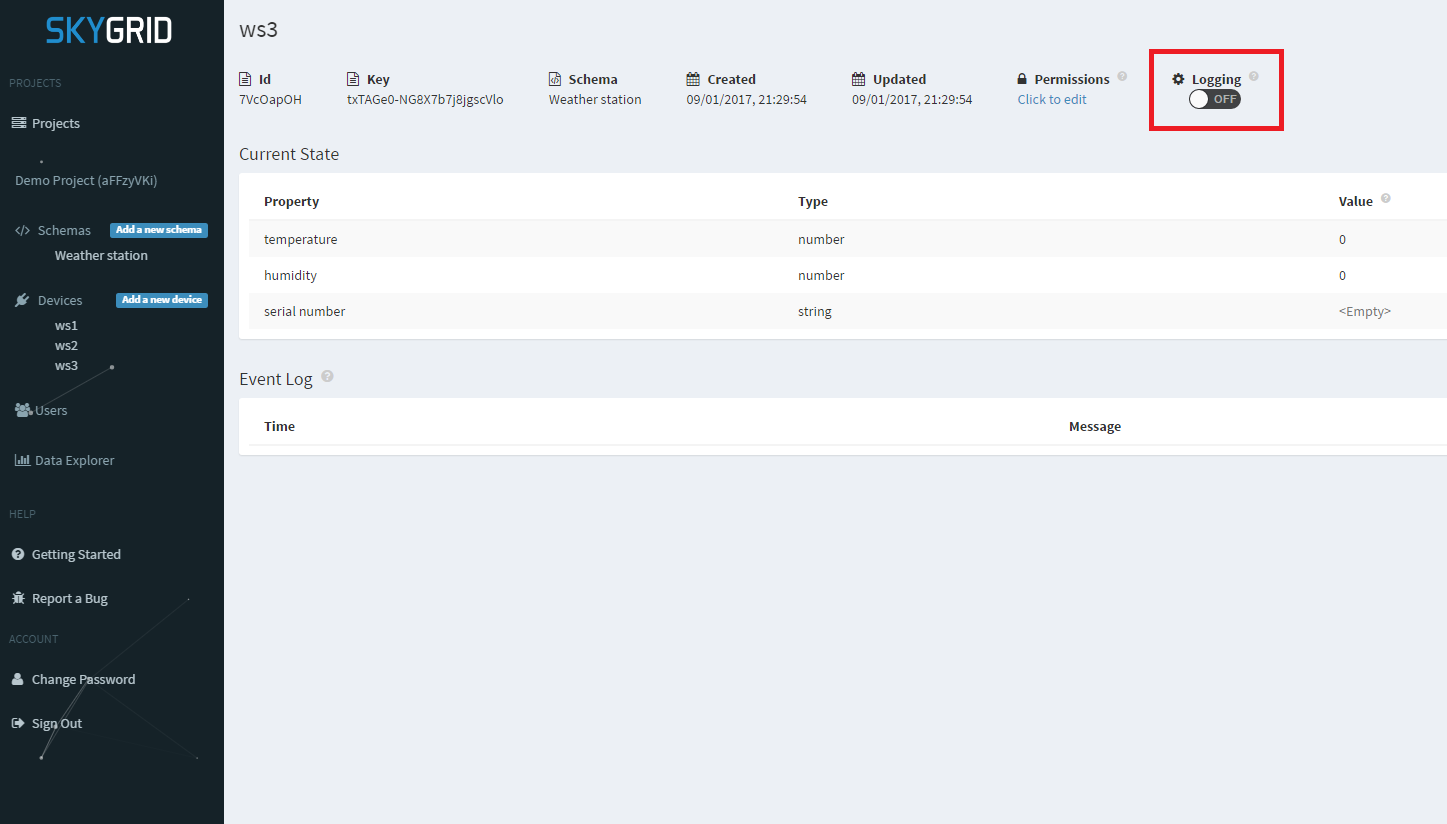 SKYGRID
PROJECTS
Projects
Demo Project (aFFzyVKi)
Schemas Add a new schema
Weather station
Devices Add a new device
ws1
ws2
ws3
Users
Data Explorer
HELP
Getting Started
Report a Bug
ACCOUNT
Change Password
Sign Out
ws3
Id Key Schema Created Updated Permissions ? Logging ?
7VcOapOH txTAGe0-NG8X7b7j8jgscVlo Weather station 09/01/2017, 21:29:54 09/01/2017, 21:29:54 Click to edit OFF
Current State
Property Type Value ?
temperature number 0
humidity number 0
serial number string <Empty>
Event Log ?
Time Message